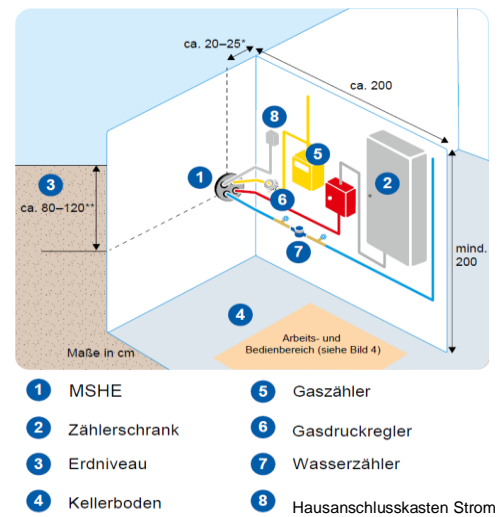 ca. 20–25*
ca. 200
8
5
1
2
3
6
ca. 80–120**
mind.
200
7
4
Arbeits- und
Bedienbereich (siehe Bild 4)
Maße in cm
1 MSHE
2 Zählerschrank
3 Erdniveau
4 Kellerboden
5 Gaszähler
6 Gasdruckregler
7 Wasserzähler
8 Hausanschlusskasten Strom